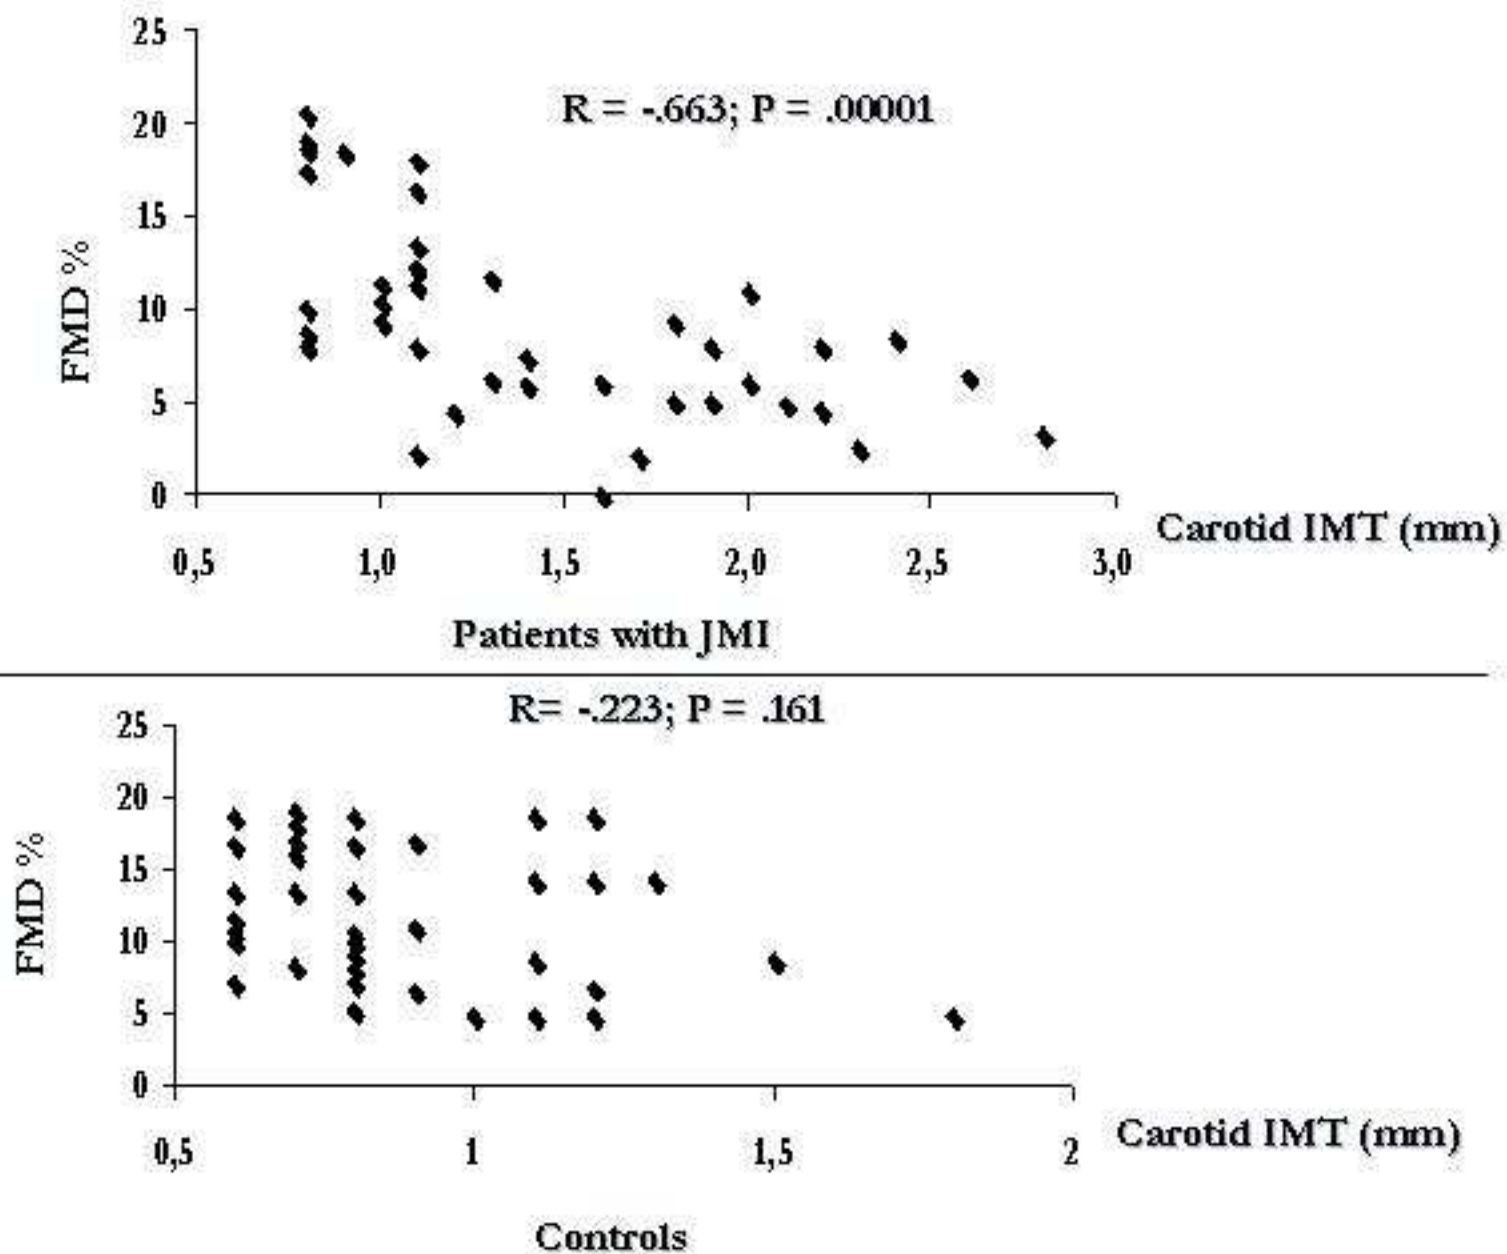 25
R = -.663; P = .00001
20
15
FMD %
10
5
0
Carotid IMT (mm)
0,5 1,0 1,5 2,0 2,5 3,0
Patients with JMI
R= -.223; P = .161
25
20
15
FMD %
10
5
0
Carotid IMT (mm)
0,5 1 1,5 2
Controls